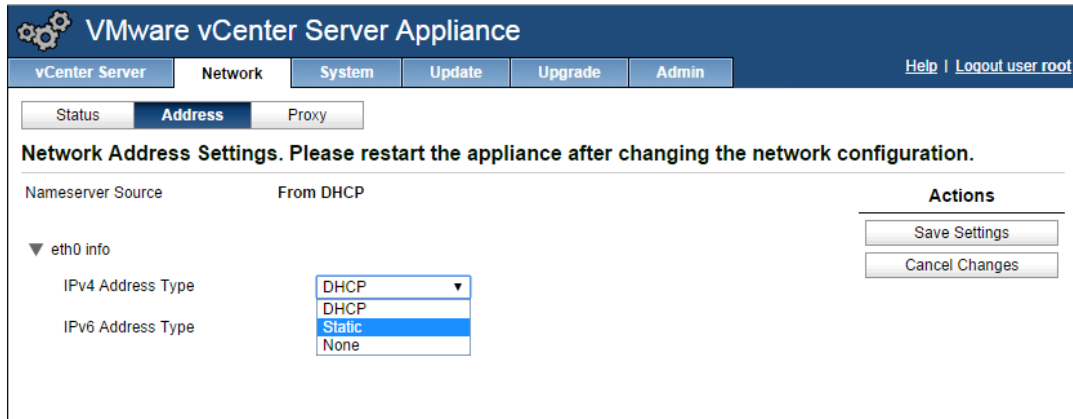 VMware vCenter Server Appliance
vCenter Server Network System Update Upgrade Admin Help | Logout user root
Status Address Proxy
Network Address Settings. Please restart the appliance after changing the network configuration.
Nameserver Source From DHCP Actions
Save Settings
eth0 info
Cancel Changes
IPv4 Address Type DHCP
DHCP
IPv6 Address Type Static
None